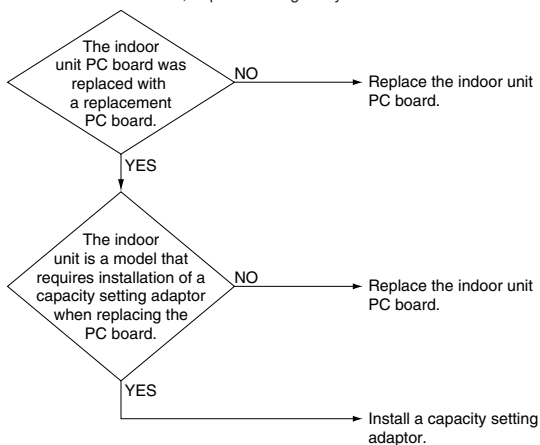 The indoor
unit PC board was
replaced with
a replacement
PC board.
NO
Replace the indoor unit
PC board.
YES
The indoor
unit is a model that
requires installation of a
capacity setting adaptor
when replacing the
PC board.
NO
Replace the indoor unit
PC board.
YES
Install a capacity setting
adaptor.